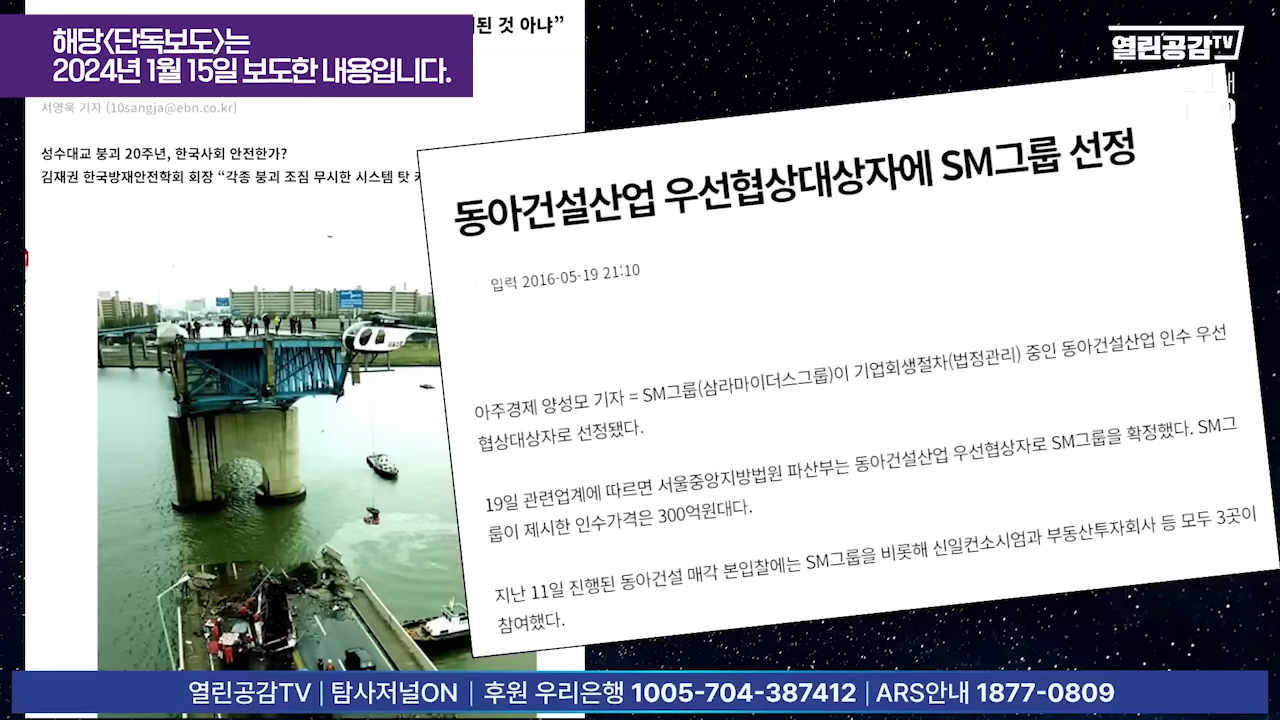 해당<단독보도>는
2024년 1월 15일 보도한 내용입니다.
된 것 아냐”
열린공감TV
서영욱 기자 (10sangja@ebn.co.kr)
성수대교 붕괴 20주년, 한국사회 안전한가?
김재권 한국방재안전학회 회장 “각종 붕괴 조짐 무시한 시스템 탓
동아건설산업 우선협상대상자에 SM그룹 선정
입력 2016-05-19 21:10
아주경제 양성모 기자 = SM그룹(삼라마이더스그룹)이 기업회생절차(법정관리) 중인 동아건설산업 인수 우선
협상대상자로 선정됐다.
19일 관련업계에 따르면 서울중앙지방법원 파산부는 동아건설산업 우선협상자로 SM그룹을 확정했다. SM그
룹이 제시한 인수가격은 300억원대다.
지난 11일 진행된 동아건설 매각 본입찰에는 SM그룹을 비롯해 신일컨소시엄과 부동산투자회사 등 모두 3곳이
참여했다.
열린공감TV | 탐사저널ON | 후원 우리은행 1005-704-387412 | ARS안내 1877-0809